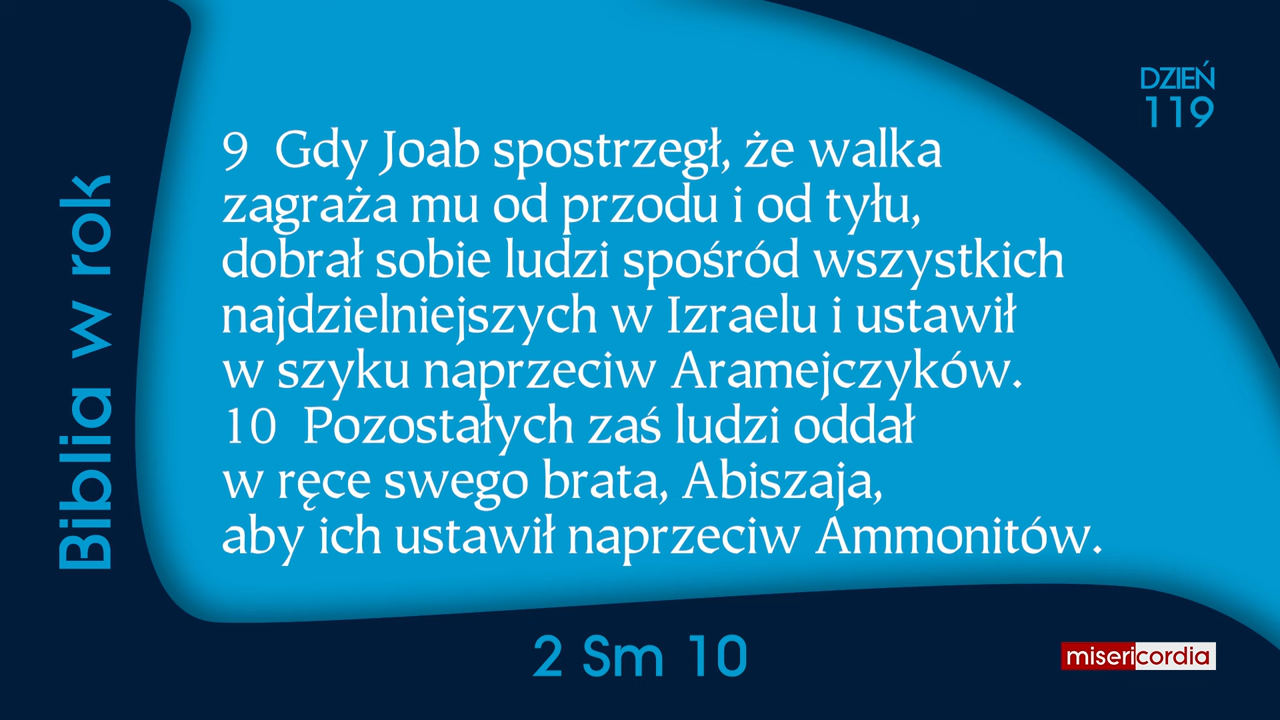 DZIEŃ
119
Biblia w rok
9 Gdy Joab spostrzegł, że walka
zagraża mu od przodu i od tyłu,
dobrał sobie ludzi spośród wszystkich
najdzielniejszych w Izraelu i ustawił
w szyku naprzeciw Aramejczyków.
10 Pozostałych zaś ludzi oddał
w ręce swego brata, Abiszaja,
aby ich ustawił naprzeciw Ammonitów.
2 Sm 10
misericordia